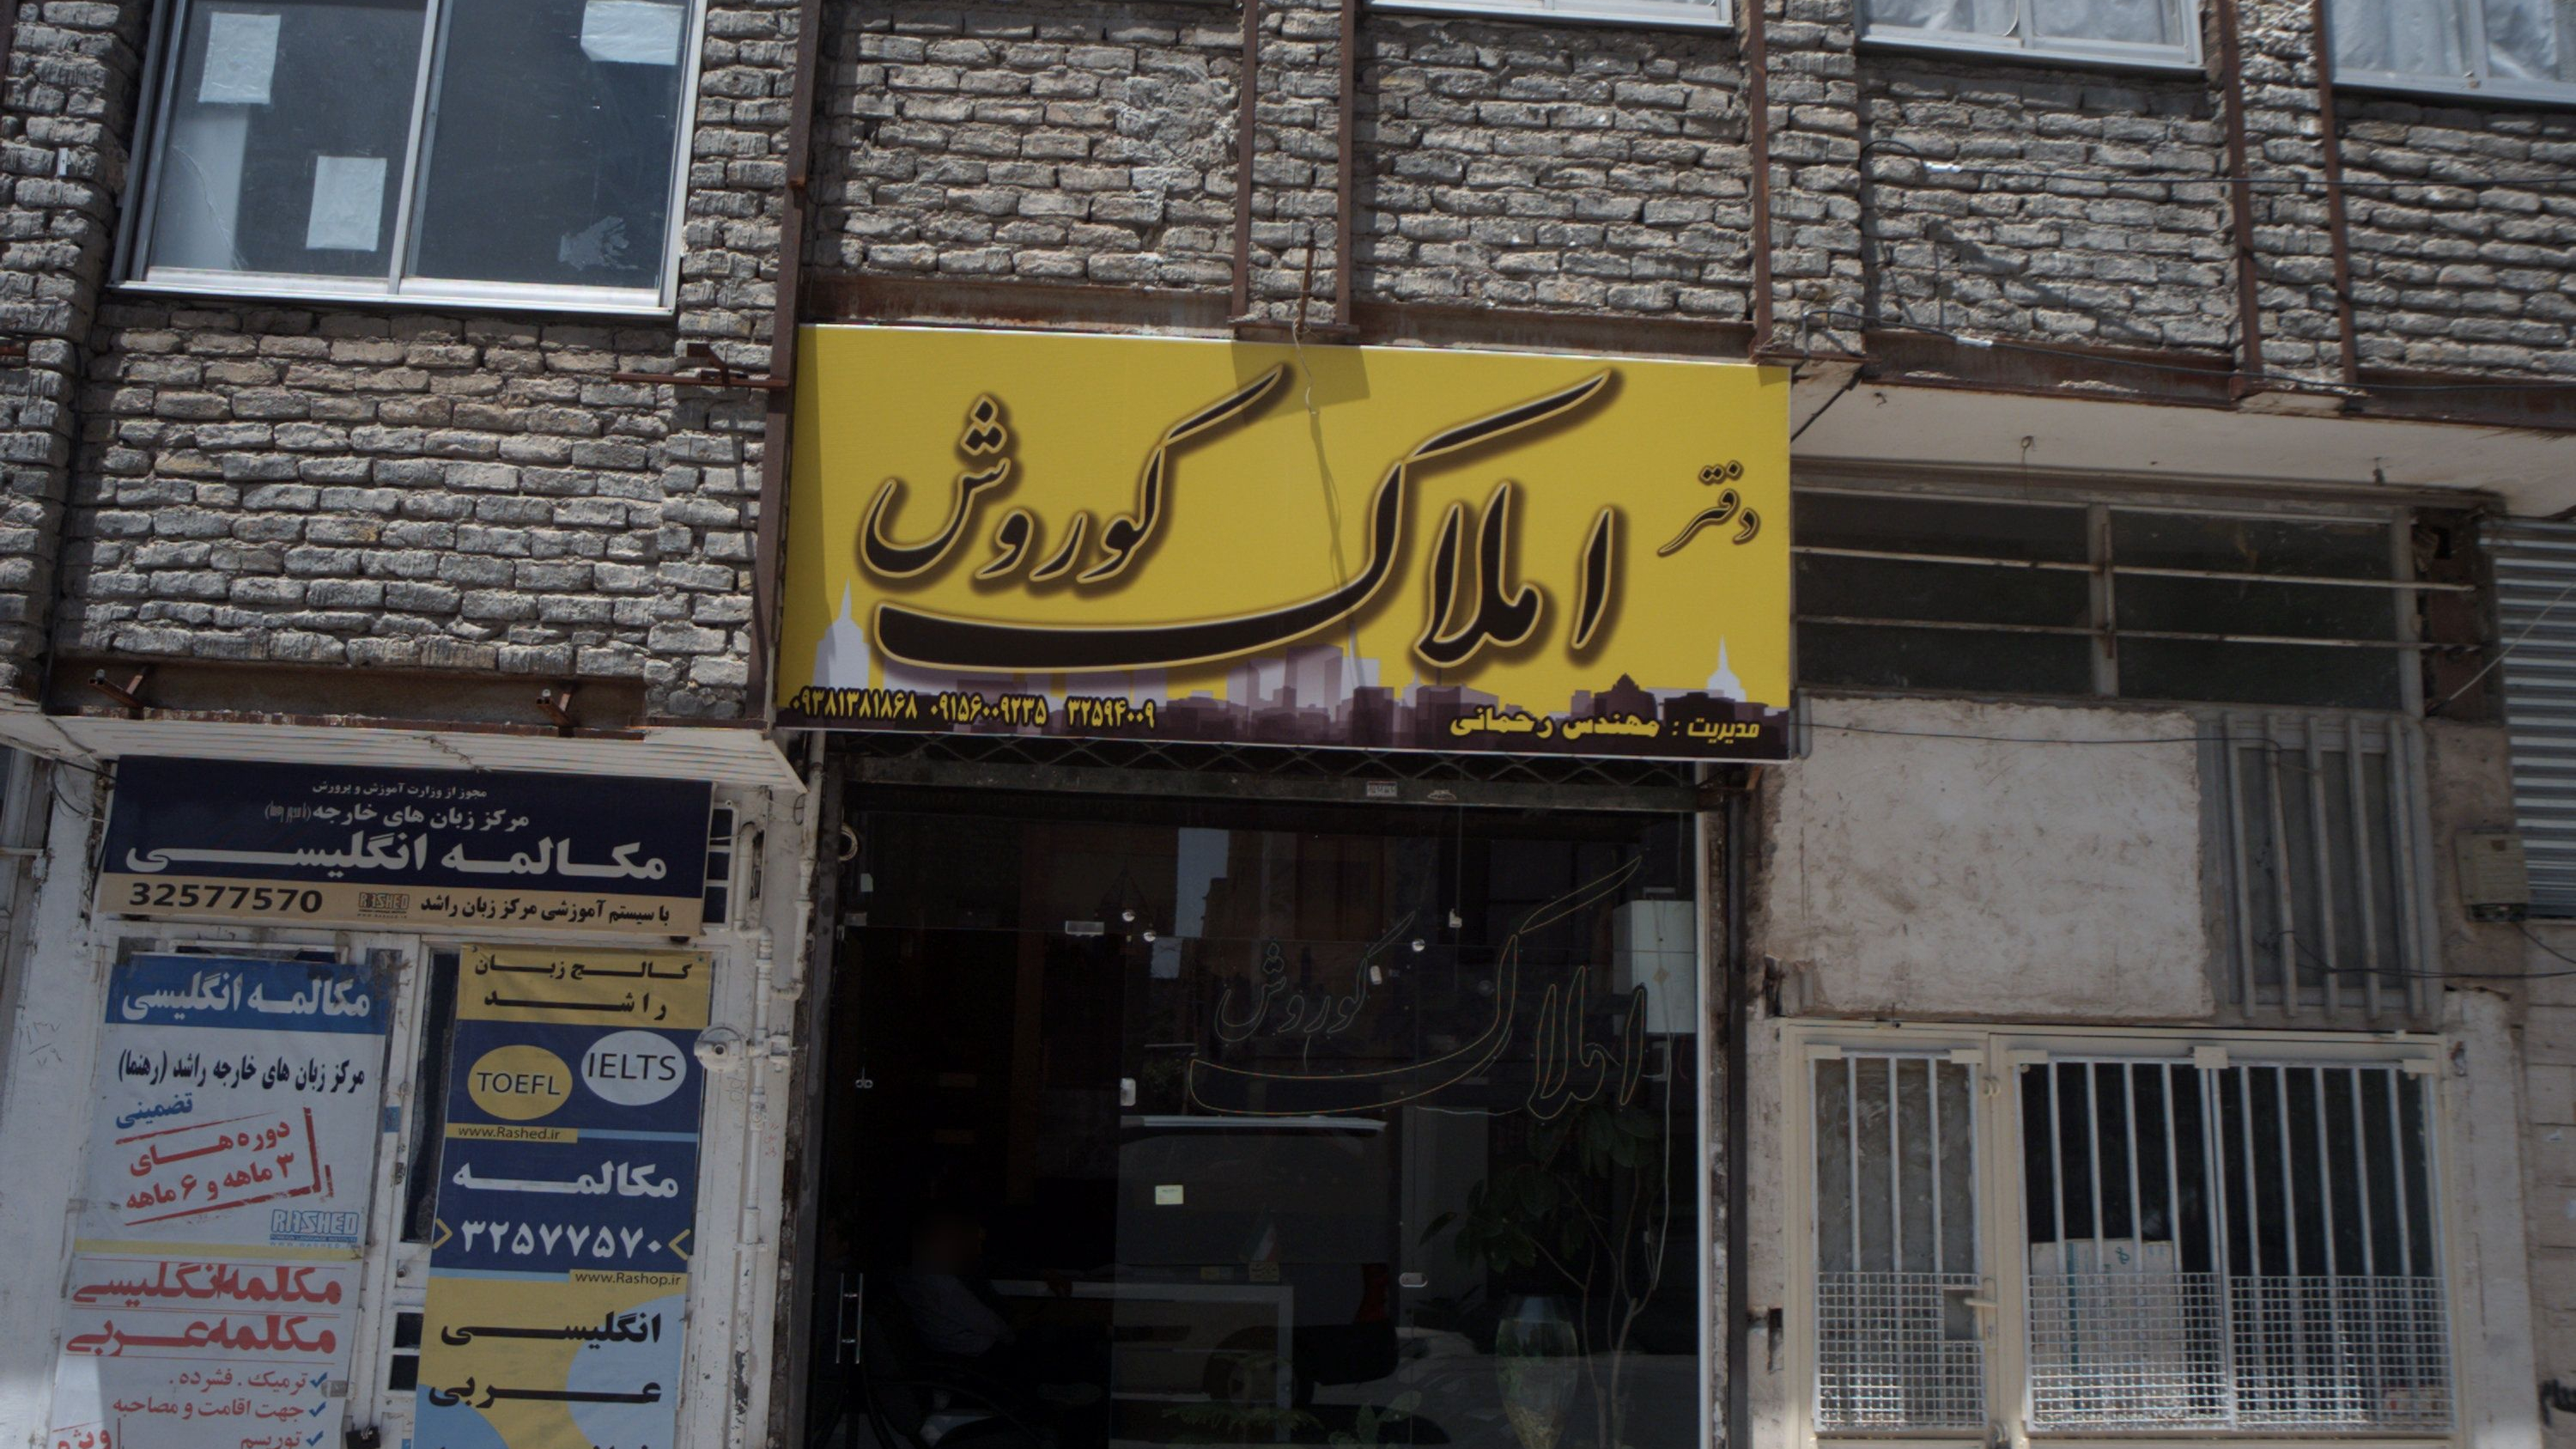 دفتر
املاک کوروش
مدیریت : مهندس رحمانی
۳۲۵۹۴۰۰۹ ۰۹۱۵۶۰۰۹۲۳۵ ۰۹۳۸۱۳۸۱۸۶۸
املاک کوروش
مجوز از وزارت آموزش و پرورش
مرکز زبان های خارجه
مکالمه انگلیسی
با سیستم آموزشی مرکز زبان راشد RASHED 32577570
کالج زبان
راشد
TOEFL IELTS
www.Rashed.ir
مکالمه
۳۲۵۷۷۵۷۰
www.Rashop.ir
انگلیسی
عربی
مکالمه انگلیسی
مرکز زبان های خارجه راشد (رهنما)
تضمینی
دوره های
۳ ماهه و ۶ ماهه
RASHED
مکالمه انگلیسی
مکالمه عربی
ترمیک . فشرده .
جهت اقامت و مصاحبه
توریسم
ویژه